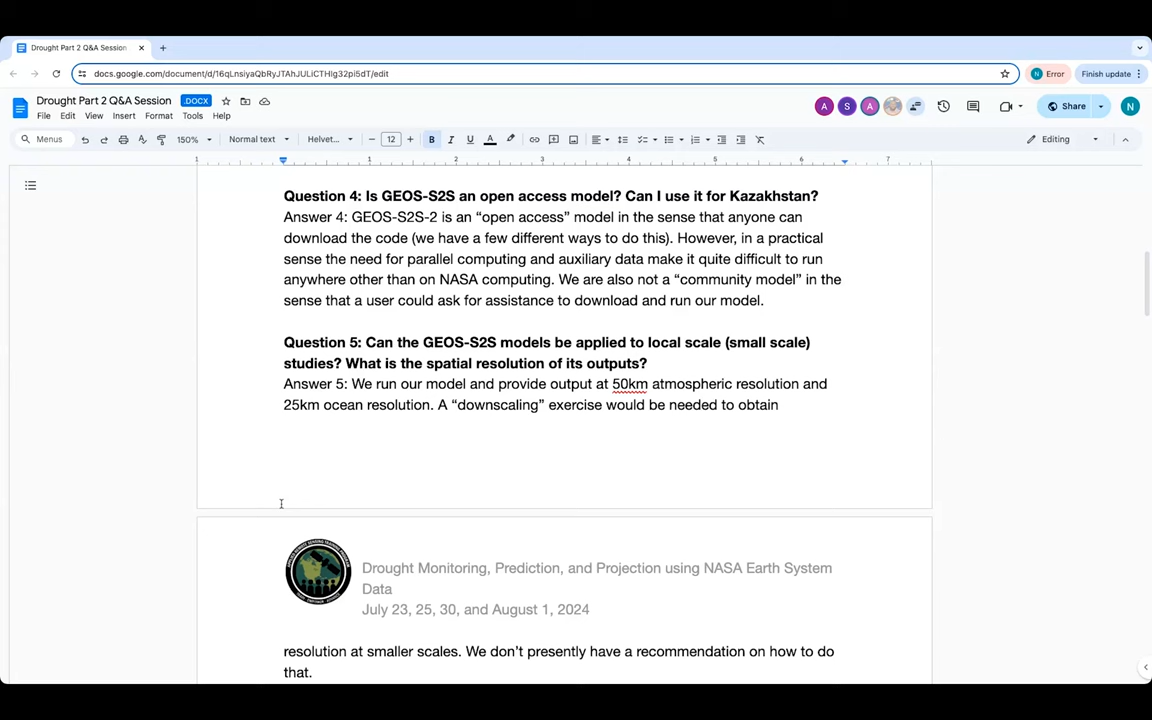 Drought Part 2 Q&A Session
docs.google.com/document/d/16qLnsiyaQbRyJTAhJULiCTHlg32pi5dT/edit
N Error
Finish update
Drought Part 2 Q&A Session .DOCX
File Edit View Insert Format Tools Help
A S A
Share
N
Menus
150%
Normal text
Helvet...
12
B I U A
Editing
1 1 2 3 4 5 6 7
Question 4: Is GEOS-S2S an open access model? Can I use it for Kazakhstan?
Answer 4: GEOS-S2S-2 is an “open access” model in the sense that anyone can
download the code (we have a few different ways to do this). However, in a practical
sense the need for parallel computing and auxiliary data make it quite difficult to run
anywhere other than on NASA computing. We are also not a “community model” in the
sense that a user could ask for assistance to download and run our model.
Question 5: Can the GEOS-S2S models be applied to local scale (small scale)
studies? What is the spatial resolution of its outputs?
Answer 5: We run our model and provide output at 50km atmospheric resolution and
25km ocean resolution. A “downscaling” exercise would be needed to obtain
Drought Monitoring, Prediction, and Projection using NASA Earth System
Data
July 23, 25, 30, and August 1, 2024
resolution at smaller scales. We don’t presently have a recommendation on how to do
that.